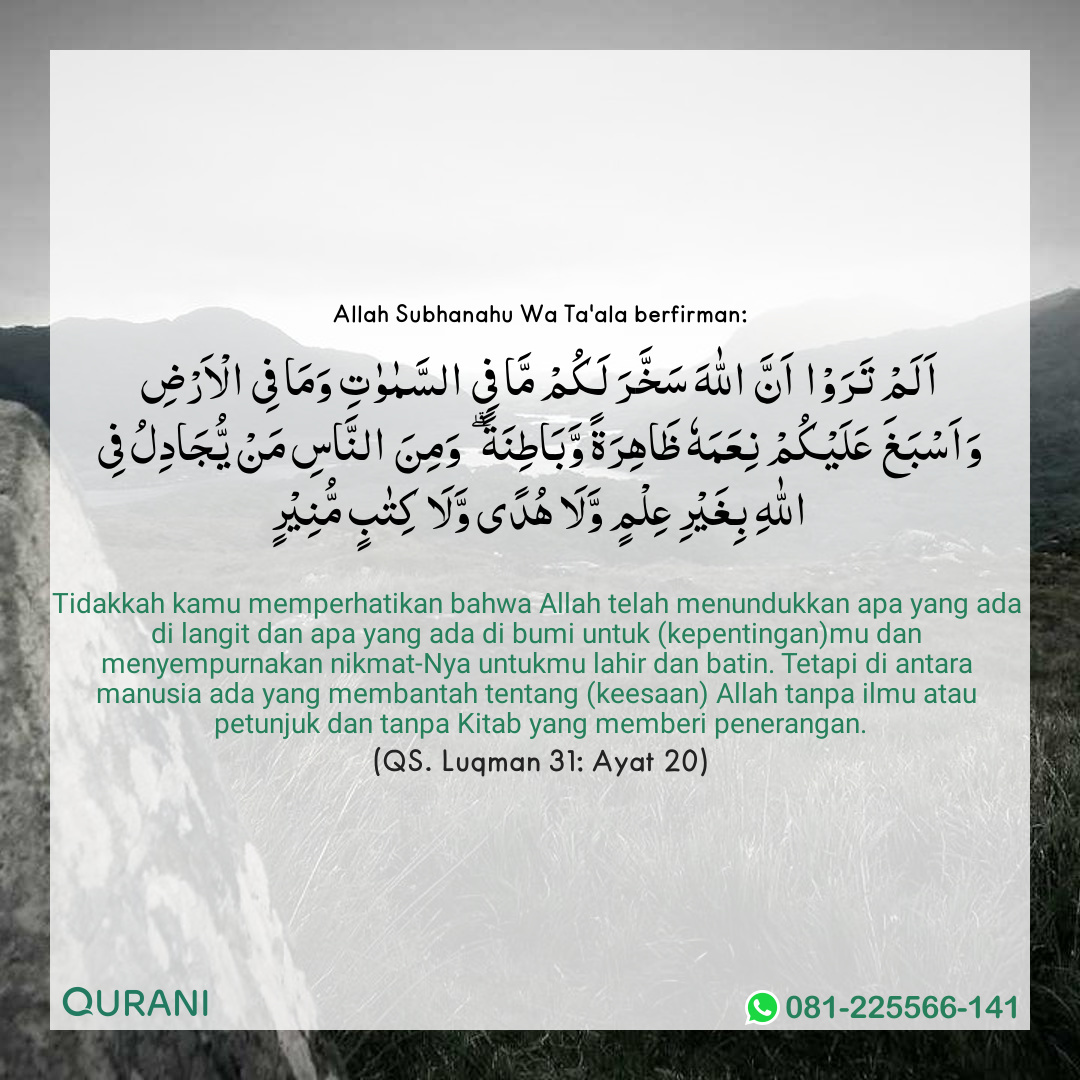 Allah Subhanahu Wa Ta'ala berfirman:
اَلَمْ تَرَوْا اَنَّ اللّٰهَ سَخَّرَ لَكُمْ مَّا فِى السَّمٰوٰتِ وَمَا فِى الْاَرْضِ
وَاَسْبَغَ عَلَيْكُمْ نِعَمَهٗ ظَاهِرَةً وَّبَاطِنَةً ۗ وَمِنَ النَّاسِ مَنْ يُّجَادِلُ فِى
اللّٰهِ بِغَيْرِ عِلْمٍ وَّلَا هُدًى وَّلَا كِتٰبٍ مُّنِيْرٍ
Tidakkah kamu memperhatikan bahwa Allah telah menundukkan apa yang ada
di langit dan apa yang ada di bumi untuk (kepentingan)mu dan
menyempurnakan nikmat-Nya untukmu lahir dan batin. Tetapi di antara
manusia ada yang membantah tentang (keesaan) Allah tanpa ilmu atau
petunjuk dan tanpa Kitab yang memberi penerangan.
(QS. Luqman 31: Ayat 20)
QURANI
081-225566-141